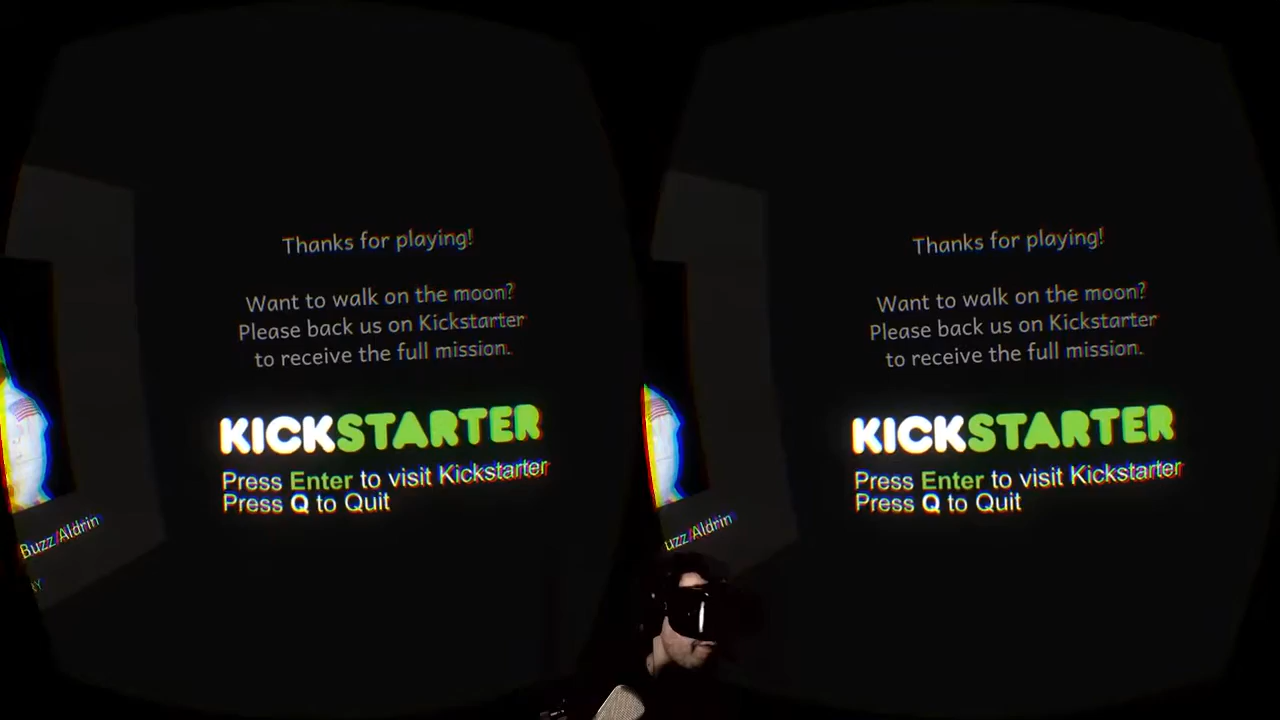 Thanks for playing!
Want to walk on the moon?
Please back us on Kickstarter
to receive the full mission.
KICKSTARTER
Press Enter to visit Kickstarter
Press Q to Quit
Buzz Aldrin
Thanks for playing!
Want to walk on the moon?
Please back us on Kickstarter
to receive the full mission.
KICKSTARTER
Press Enter to visit Kickstarter
Press Q to Quit
uzz Aldrin